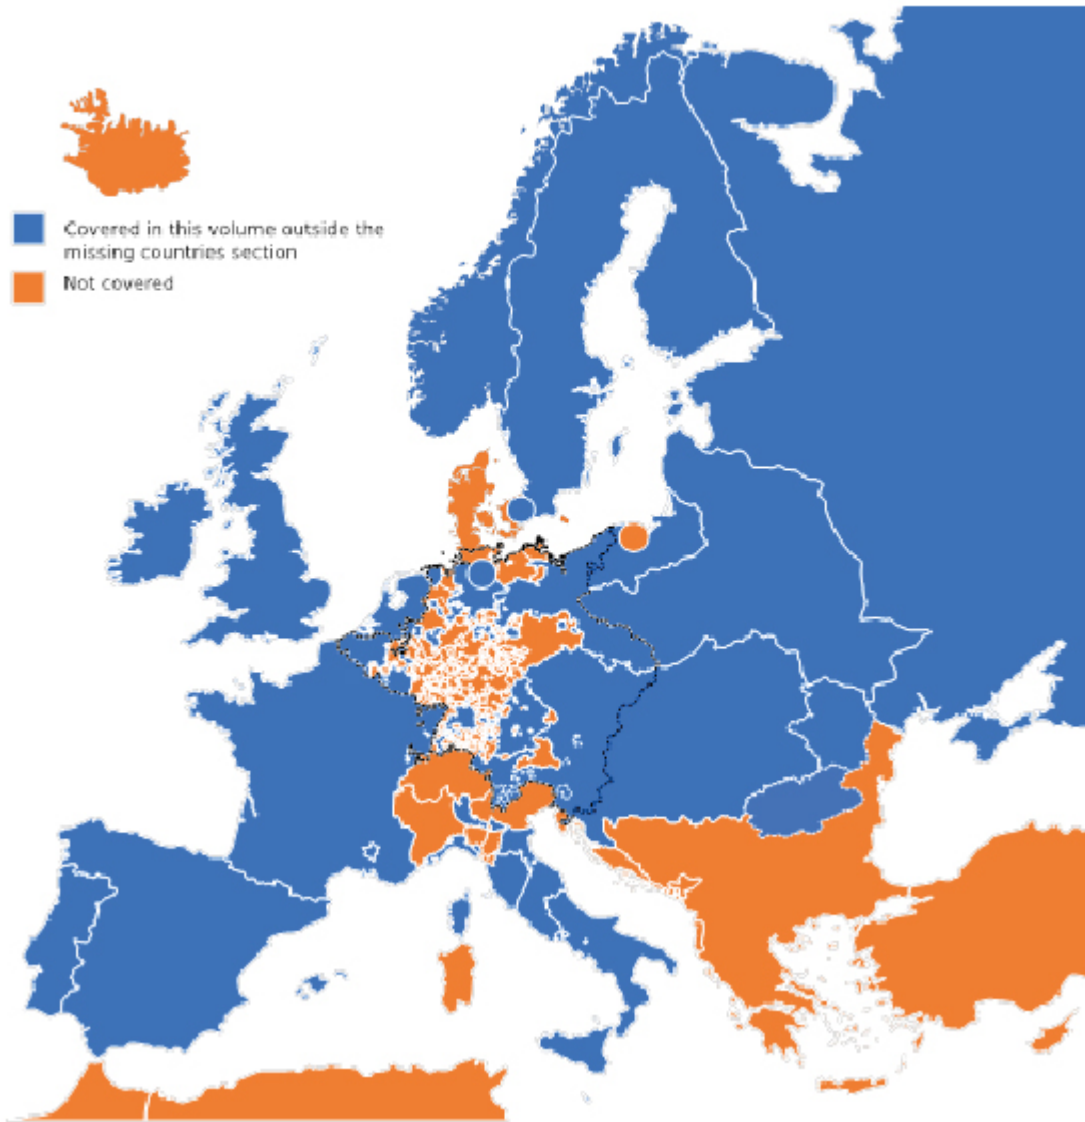 Covered in this volume outside the
missing countries section
Not covered